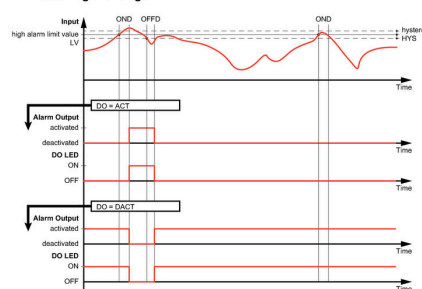 Input
OND OFFD OND
high alarm limit value
LV
HYS
Time
DO = ACT
Alarm Output
activated
deactivated
Time
DO LED
ON
OFF
Time
DO = DACT
Alarm Output
activated
deactivated
Time
DO LED
ON
OFF
Time